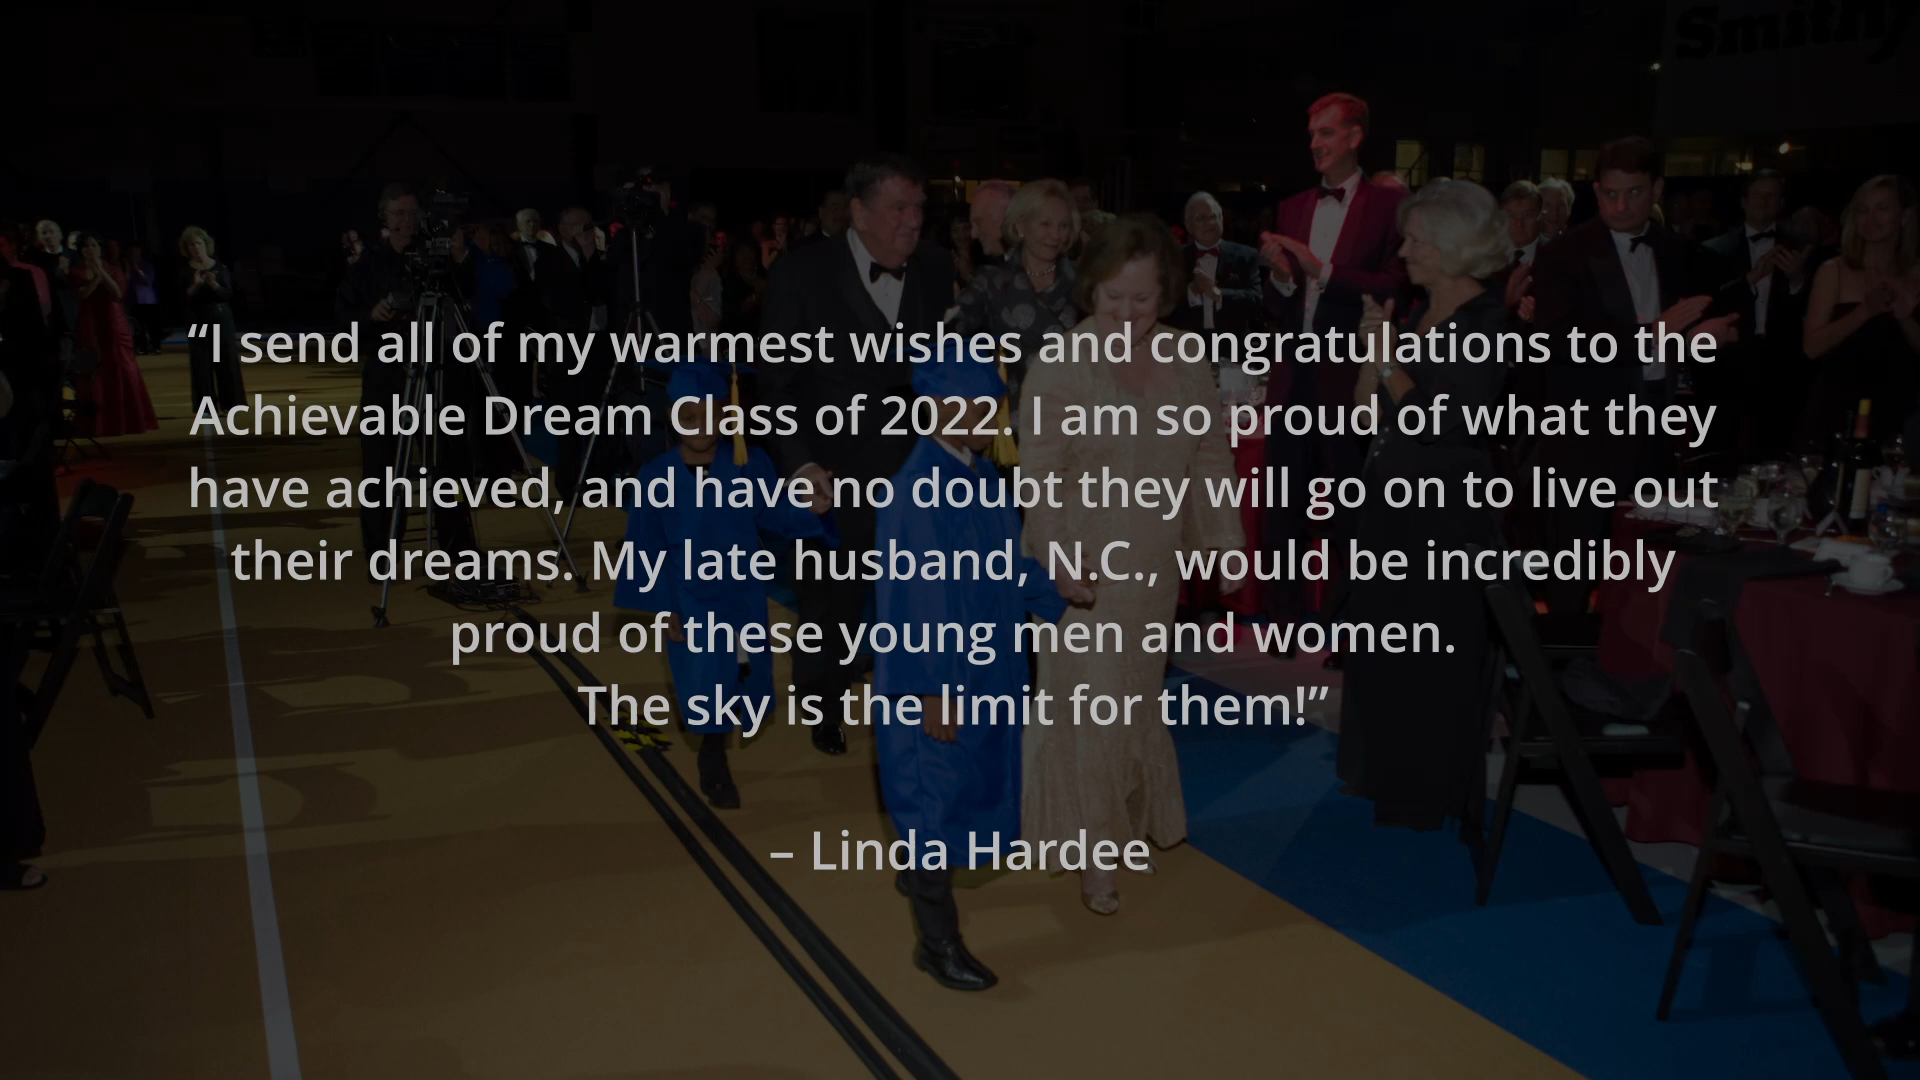 Smithf
“I send all of my warmest wishes and congratulations to the
Achievable Dream Class of 2022. I am so proud of what they
have achieved, and have no doubt they will go on to live out
their dreams. My late husband, N.C., would be incredibly
proud of these young men and women.
The sky is the limit for them!”
– Linda Hardee